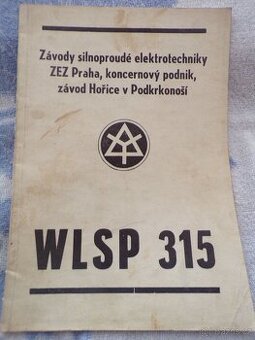 Závody silnoproudé elektrotechniky
ZEZ Praha, koncernový podnik,
závod Hořice v Podkrkonoší
WLSP 315